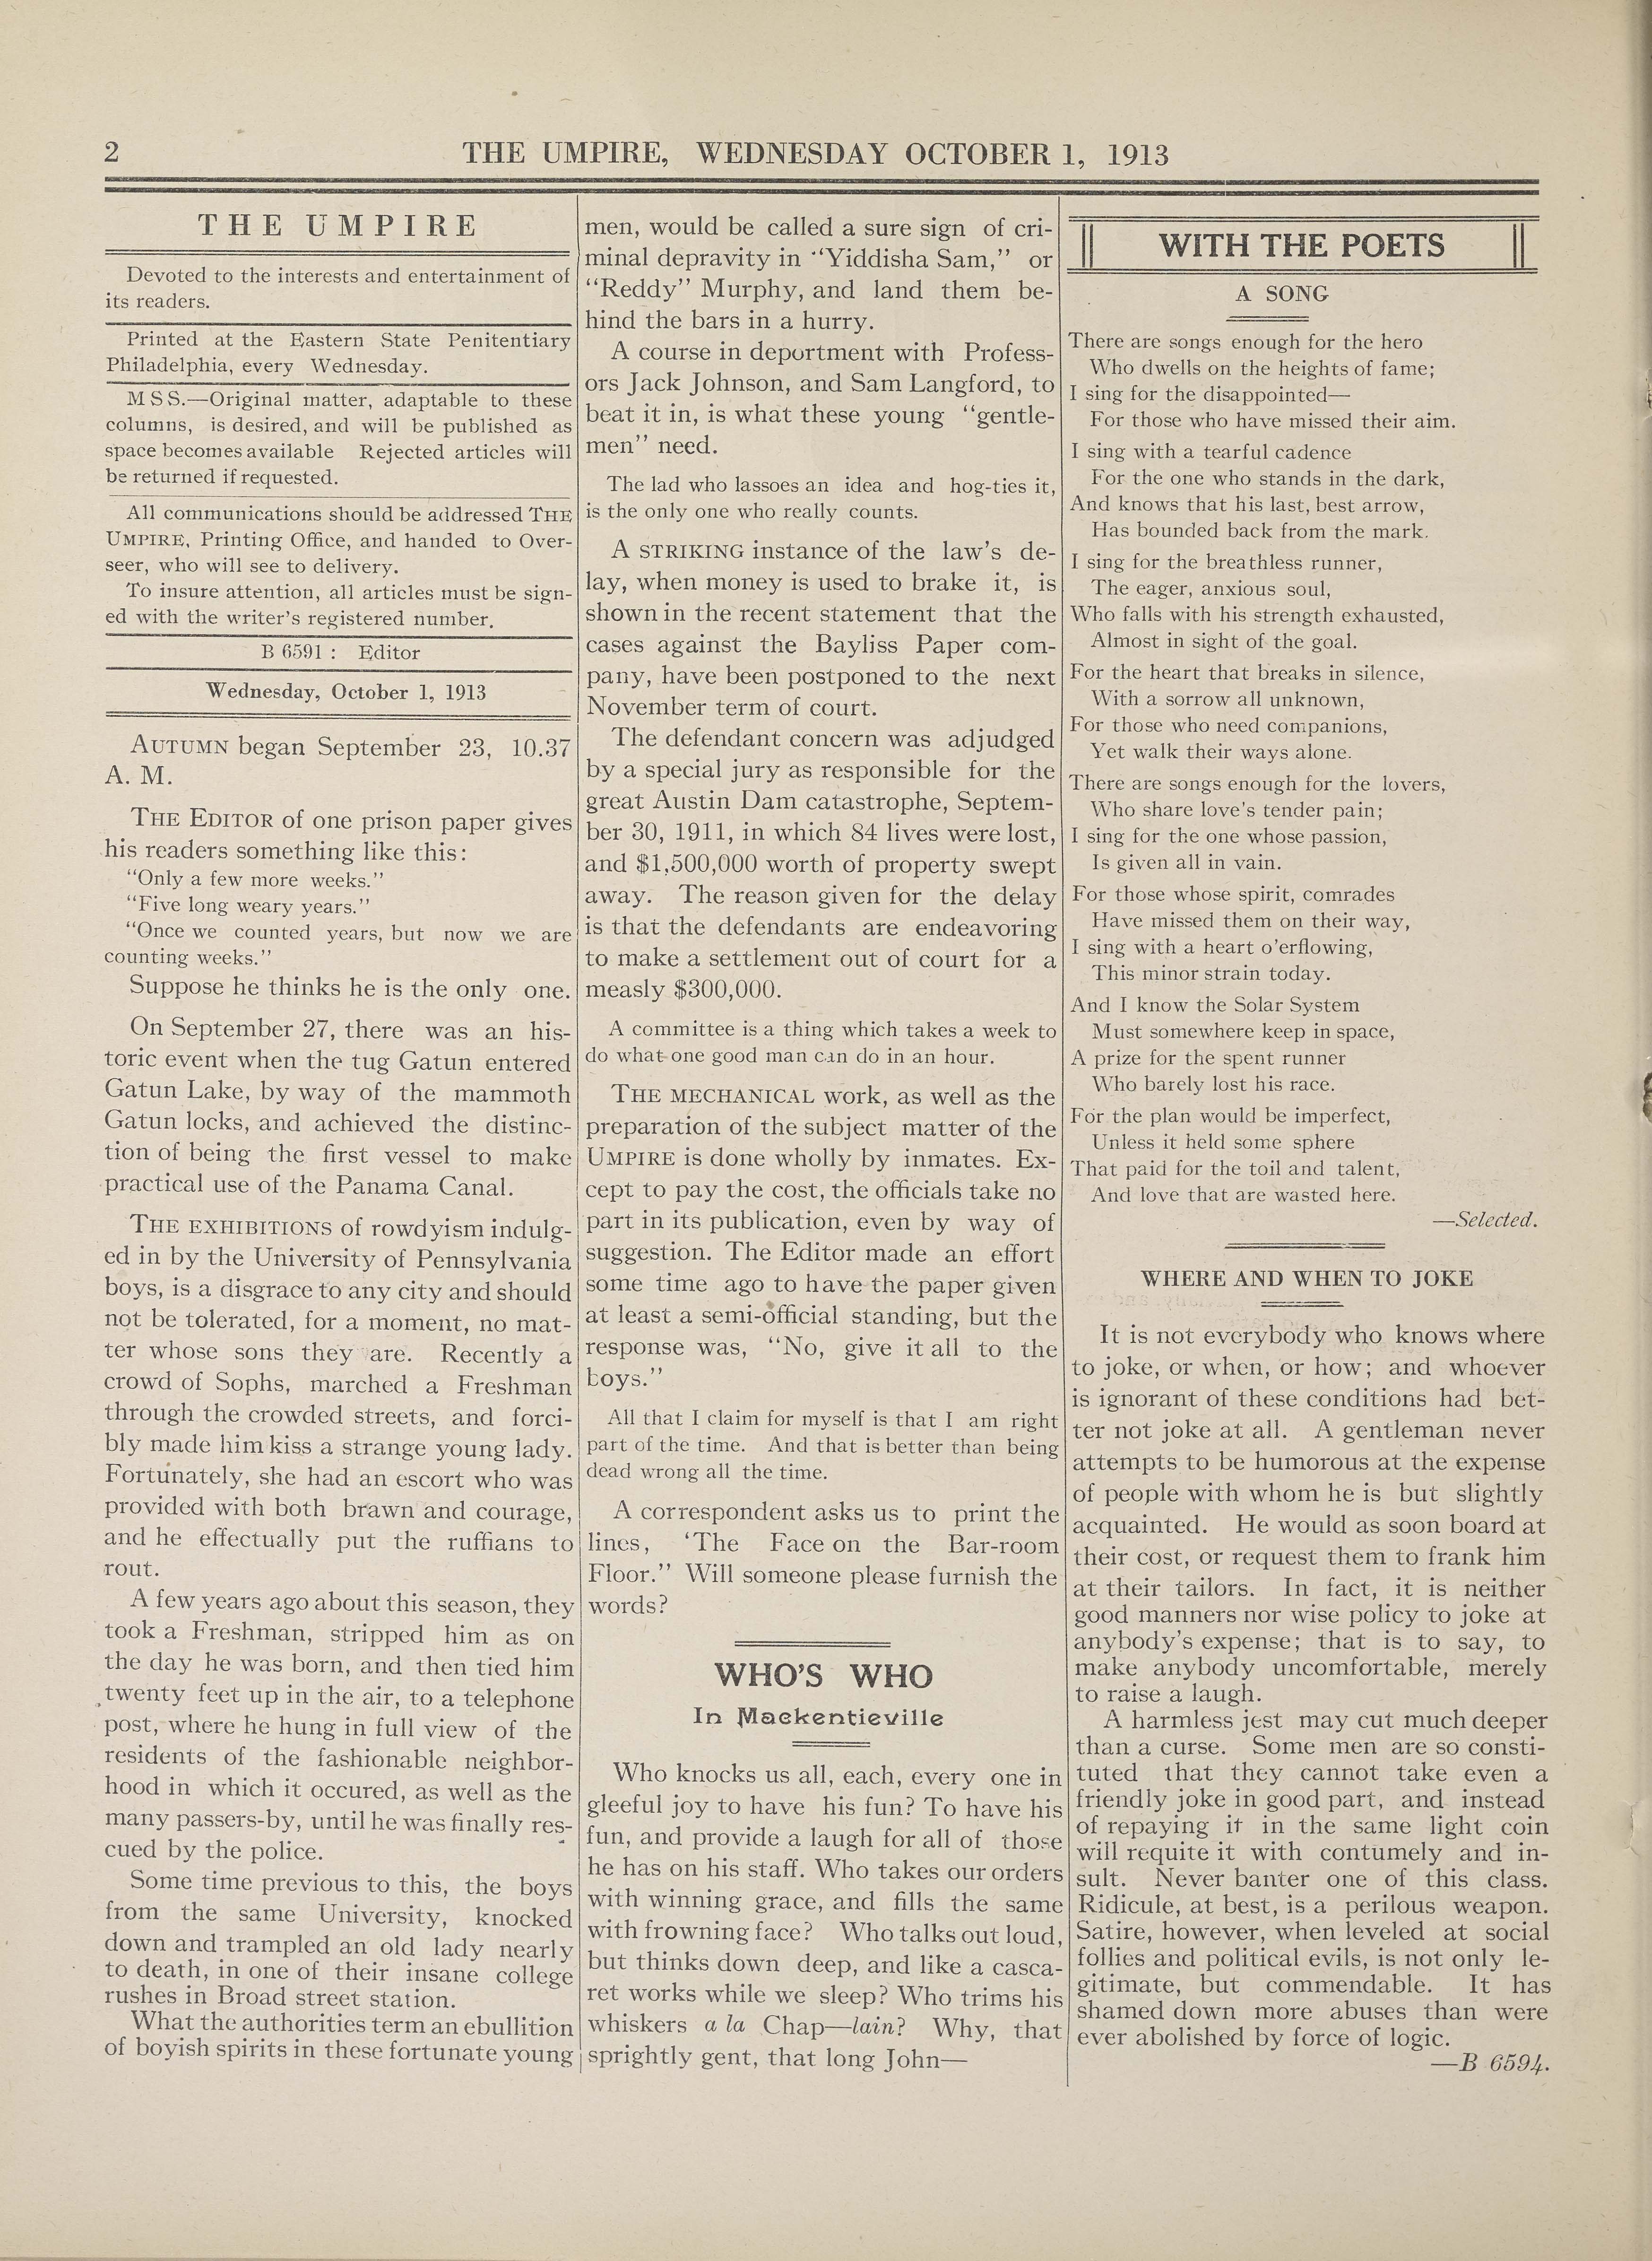 2
THE UMPIRE, WEDNESDAY OCTOBER 1, 1913
THE UMPIRE
Devoted to the interests and entertainment of
its readers.
Printed at the Eastern State Penitentiary
Philadelphia, every Wednesday.
MSS.—Original matter, adaptable to these
columns, is desired, and will be published as
space becomes available Rejected articles will
be returned if requested.
All communications should be addressed THE
UMPIRE, Printing Office, and handed to Over-
seer, who will see to delivery.
To insure attention, all articles must be sign-
ed with the writer's registered number.
B 6591 : Editor
Wednesday, October 1, 1913
AUTUMN began September 23, 10.37
A. M.
THE EDITOR of one prison paper gives
his readers something like this:
"Only a few more weeks."
"Five long weary years."
"Once we counted years, but now we are
counting weeks."
Suppose he thinks he is the only one.
On September 27, there was an his-
toric event when the tug Gatun entered
Gatun Lake, by way of the mammoth
Gatun locks, and achieved the distinc-
tion of being the first vessel to make
practical use of the Panama Canal.
THE EXHIBITIONS of rowdyism indulg-
ed in by the University of Pennsylvania
boys, is a disgrace to any city and should
not be tolerated, for a moment, no mat-
ter whose sons they are. Recently a
crowd of Sophs, marched a Freshman
through the crowded streets, and forci-
bly made him kiss a strange young lady.
Fortunately, she had an escort who was
provided with both brawn and courage,
and he effectually put the ruffians to
rout.
A few years ago about this season, they
took a Freshman, stripped him as on
the day he was born, and then tied him
twenty feet up in the air, to a telephone
post, where he hung in full view of the
residents of the fashionable neighbor-
hood in which it occured, as well as the
many passers-by, until he was finally res-
cued by the police.
Some time previous to this, the boys
from the same University, knocked
down and trampled an old lady nearly
to death, in one of their insane college
rushes in Broad street station.
What the authorities term an ebullition
of boyish spirits in these fortunate young
men, would be called a sure sign of cri-
minal depravity in "Yiddisha Sam," or
"Reddy" Murphy, and land them be-
hind the bars in a hurry.
A course in deportment with Profess-
ors Jack Johnson, and Sam Langford, to
beat it in, is what these young "gentle-
men" need.
The lad who lassoes an idea and hog-ties it,
is the only one who really counts.
A STRIKING instance of the law's de-
lay, when money is used to brake it, is
shown in the recent statement that the
cases against the Bayliss Paper com-
pany, have been postponed to the next
November term of court.
The defendant concern was adjudged
by a special jury as responsible for the
great Austin Dam catastrophe, Septem-
ber 30, 1911, in which 84 lives were lost,
and $1,500,000 worth of property swept
away. The reason given for the delay
is that the defendants are endeavoring
to make a settlement out of court for a
measly $300,000.
A committee is a thing which takes a week to
do what one good man can do in an hour.
THE MECHANICAL work, as well as the
preparation of the subject matter of the
UMPIRE is done wholly by inmates. Ex-
cept to pay the cost, the officials take no
part in its publication, even by way of
suggestion. The Editor made an effort
some time ago to have the paper given
at least a semi-official standing, but the
response was, "No, give it all to the
boys."
All that I claim for myself is that I am right
part of the time. And that is better than being
dead wrong all the time.
A correspondent asks us to print the
lines, 'The Face on the Bar-room
Floor." Will someone please furnish the
words?
WHO'S WHO
In Mackentieville
Who knocks us all, each, every one in
gleeful joy to have his fun? To have his
fun, and provide a laugh for all of those
he has on his staff. Who takes our orders
with winning grace, and fills the same
with frowning face? Who talks out loud,
but thinks down deep, and like a casca-
ret works while we sleep? Who trims his
whiskers a la Chap—lain? Why, that
sprightly gent, that long John—
WITH THE POETS
A SONG
There are songs enough for the hero
Who dwells on the heights of fame;
I sing for the disappointed—
For those who have missed their aim.
I sing with a tearful cadence
For the one who stands in the dark,
And knows that his last, best arrow,
Has bounded back from the mark.
I sing for the breathless runner,
The eager, anxious soul,
Who falls with his strength exhausted,
Almost in sight of the goal.
For the heart that breaks in silence,
With a sorrow all unknown,
For those who need companions,
Yet walk their ways alone.
There are songs enough for the lovers,
Who share love's tender pain;
I sing for the one whose passion,
Is given all in vain.
For those whose spirit, comrades
Have missed them on their way,
I sing with a heart o'erflowing,
This minor strain today.
And I know the Solar System
Must somewhere keep in space,
A prize for the spent runner
Who barely lost his race.
For the plan would be imperfect,
Unless it held some sphere
That paid for the toil and talent,
And love that are wasted here.
—Selected.
WHERE AND WHEN TO JOKE
It is not everybody who knows where
to joke, or when, or how; and whoever
is ignorant of these conditions had bet-
ter not joke at all. A gentleman never
attempts to be humorous at the expense
of people with whom he is but slightly
acquainted. He would as soon board at
their cost, or request them to frank him
at their tailors. In fact, it is neither
good manners nor wise policy to joke at
anybody's expense; that is to say, to
make anybody uncomfortable, merely
to raise a laugh.
A harmless jest may cut much deeper
than a curse. Some men are so consti-
tuted that they cannot take even a
friendly joke in good part, and instead
of repaying it in the same light coin
will requite it with contumely and in-
sult. Never banter one of this class.
Ridicule, at best, is a perilous weapon.
Satire, however, when leveled at social
follies and political evils, is not only le-
gitimate, but commendable. It has
shamed down more abuses than were
ever abolished by force of logic.
—B 6594.